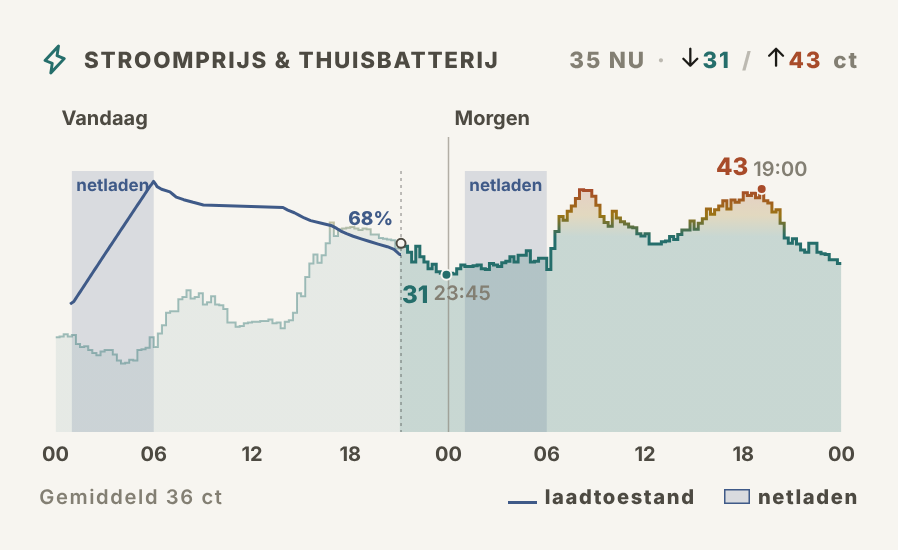 STROOMPRIJS & THUISBATTERIJ
35 NU · ↓31 / ↑43 ct
Vandaag
Morgen
43 19:00
netladen
netladen
68%
31 23:45
00 06 12 18 00 06 12 18 00
Gemiddeld 36 ct
laadtoestand
netladen